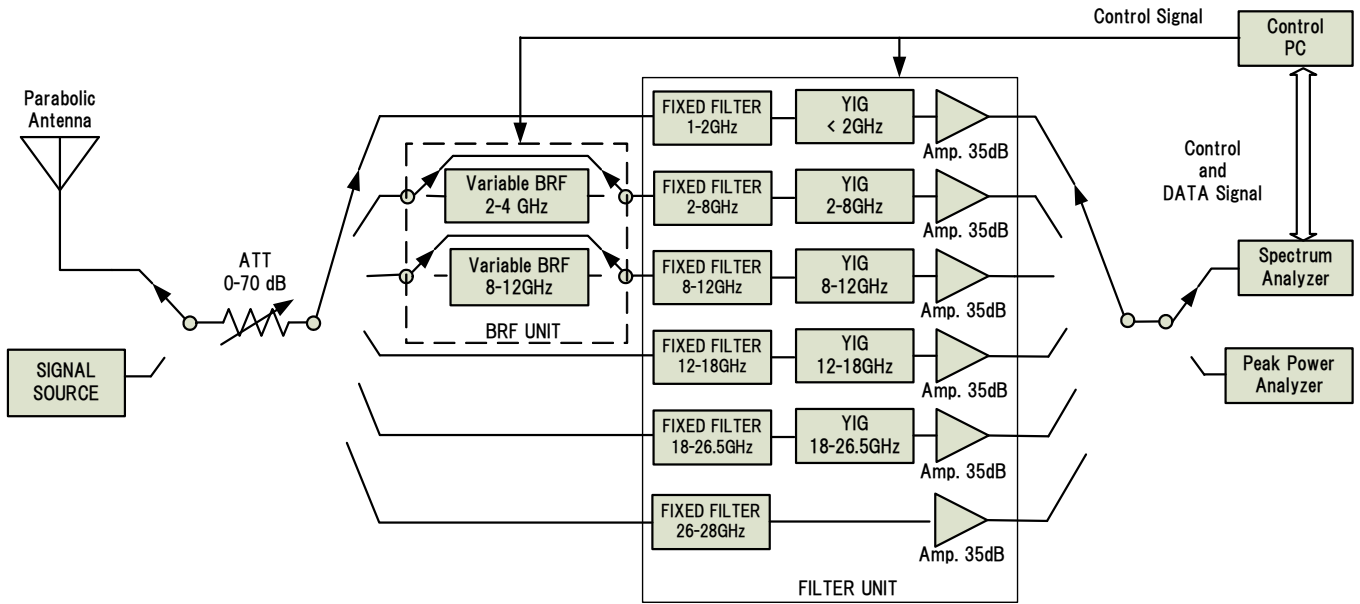 Control Signal
Control
PC
Parabolic
Antenna
FIXED FILTER
1-2GHz
YIG
< 2GHz
Amp. 35dB
Control
and
DATA Signal
Variable BRF
2-4 GHz
FIXED FILTER
2-8GHz
YIG
2-8GHz
Amp. 35dB
ATT
0-70 dB
Variable BRF
8-12GHz
FIXED FILTER
8-12GHz
YIG
8-12GHz
Amp. 35dB
Spectrum
Analyzer
BRF UNIT
SIGNAL
SOURCE
FIXED FILTER
12-18GHz
YIG
12-18GHz
Amp. 35dB
Peak Power
Analyzer
FIXED FILTER
18-26.5GHz
YIG
18-26.5GHz
Amp. 35dB
FIXED FILTER
26-28GHz
Amp. 35dB
FILTER UNIT